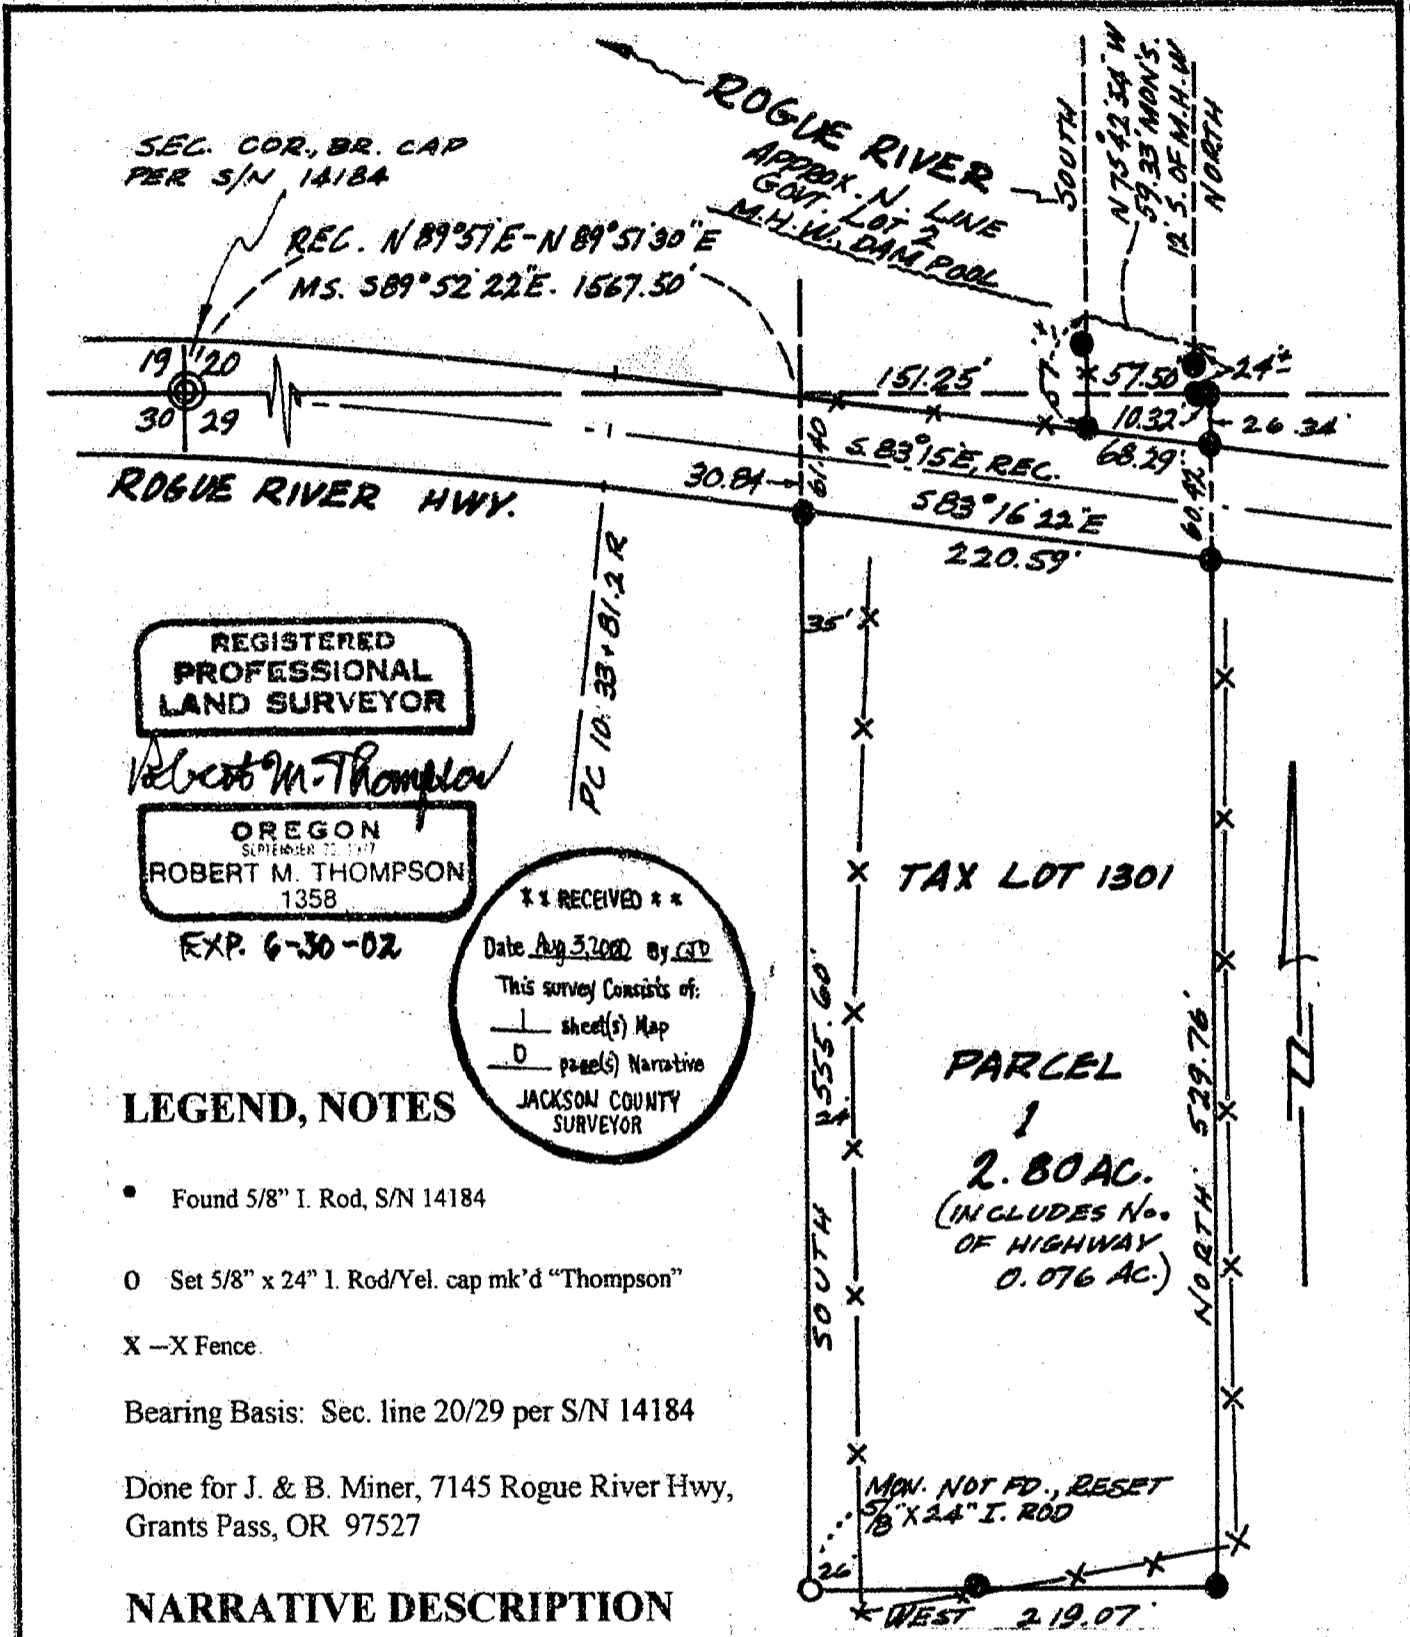 ROGUE RIVER
APPROX. N. LINE
GOVT. LOT 2
M.H.W. DAM POOL
SOUTH
N 75°42'54" W
59.33' MON'S.
12' S. OF M.H.W
NORTH
SEC. COR., BR. CAP
PER S/N 14184
REC. N 89°57'E-N 89°51'30"E
MS. S89°52'22"E. 1567.50'
19 20
30 29
151.25'
57'±
57.50'
24'±
10.32'
26.34'
68.29'
S.83°15'E, REC.
30.84
61.40
60.42
S83°16'22"E
220.59'
ROGUE RIVER HWY.
PC 10' 33+81.2 R
35'
REGISTERED
PROFESSIONAL
LAND SURVEYOR
Robert M. Thompson
OREGON
ROBERT M. THOMPSON
1358
EXP. 6-30-02
* * RECEIVED * *
Date Aug 3, 2000 By
This survey Consists of:
1 sheet(s) Map
0 page(s) Narrative
JACKSON COUNTY
SURVEYOR
TAX LOT 1301
SOUTH 555.60'
24'
PARCEL
1
2.80 AC.
(INCLUDES No.
OF HIGHWAY
0.076 AC.)
NORTH 529.76'
N
LEGEND, NOTES
• Found 5/8” I. Rod, S/N 14184
O Set 5/8” x 24” I. Rod/Yel. cap mk’d “Thompson”
X —X Fence
Bearing Basis: Sec. line 20/29 per S/N 14184
Done for J. & B. Miner, 7145 Rogue River Hwy,
Grants Pass, OR 97527
MON. NOT FD., RESET
5/8"X24" I. ROD
26'
WEST 219.07'
NARRATIVE DESCRIPTION